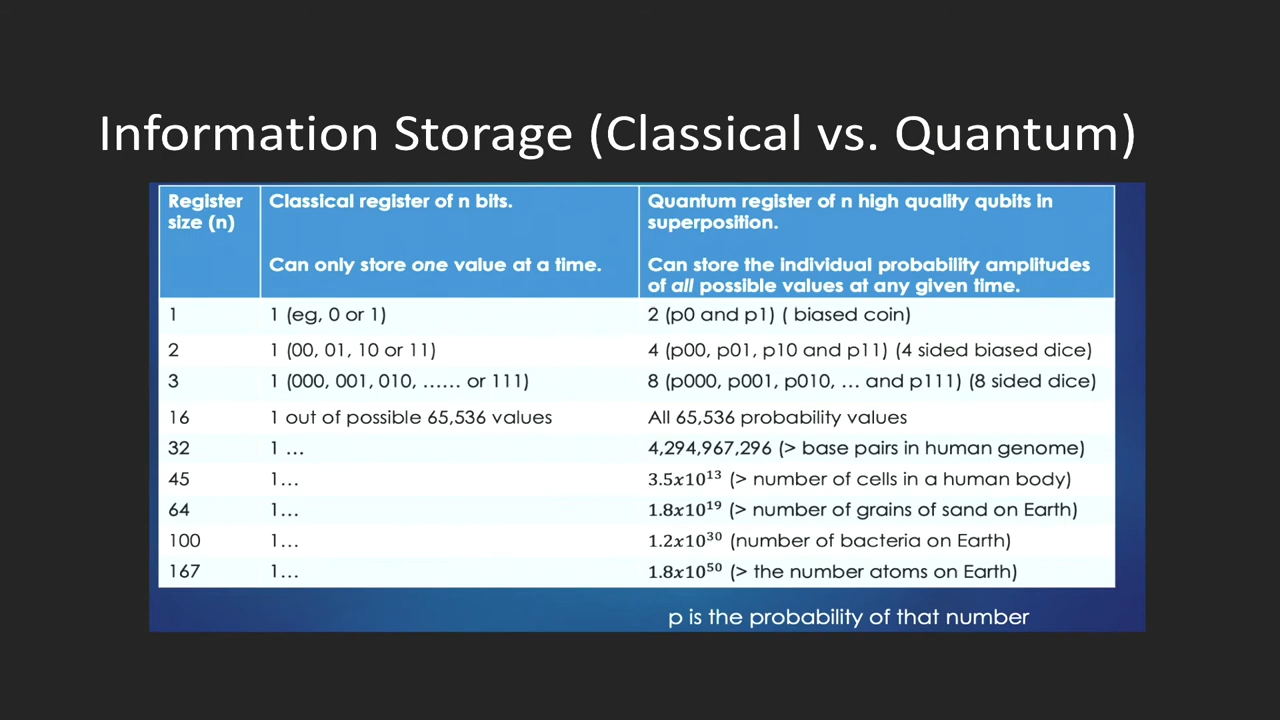 Information Storage (Classical vs. Quantum)
Register size (n)
Classical register of n bits.
Can only store one value at a time.
Quantum register of n high quality qubits in superposition.
Can store the individual probability amplitudes of all possible values at any given time.
1
1 (eg, 0 or 1)
2 (p0 and p1) ( biased coin)
2
1 (00, 01, 10 or 11)
4 (p00, p01, p10 and p11) (4 sided biased dice)
3
1 (000, 001, 010, …… or 111)
8 (p000, p001, p010, … and p111) (8 sided dice)
16
1 out of possible 65,536 values
All 65,536 probability values
32
1 …
4,294,967,296 (> base pairs in human genome)
45
1…
3.5x10¹³ (> number of cells in a human body)
64
1…
1.8x10¹⁹ (> number of grains of sand on Earth)
100
1…
1.2x10³⁰ (number of bacteria on Earth)
167
1…
1.8x10⁵⁰ (> the number atoms on Earth)
p is the probability of that number